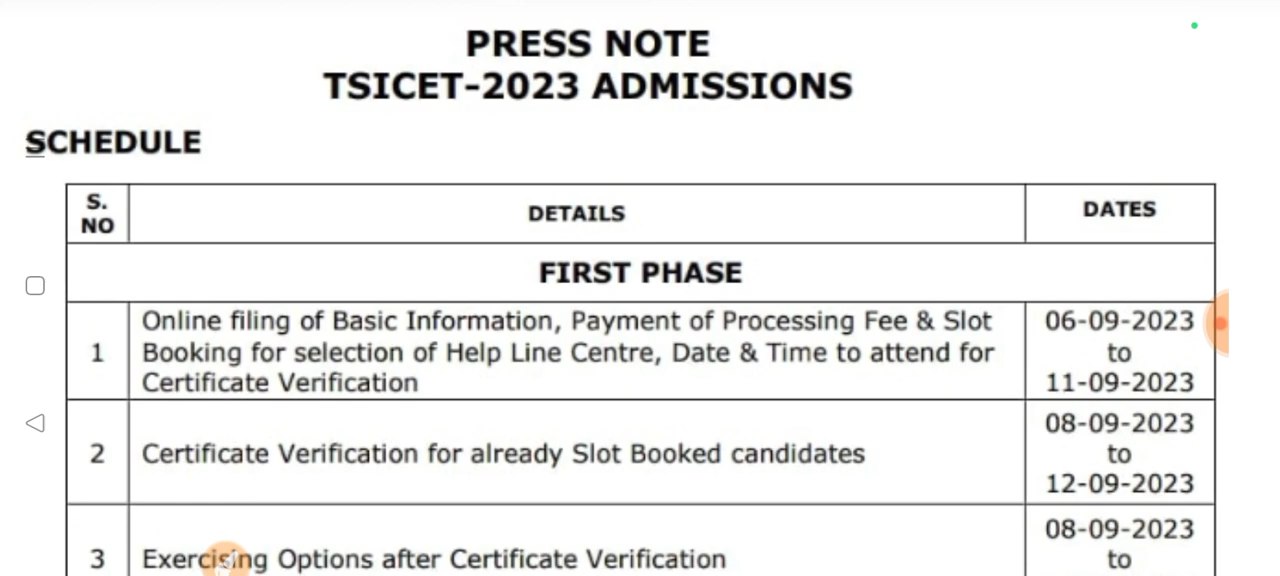 PRESS NOTE
TSICET-2023 ADMISSIONS
SCHEDULE
S. NO
DETAILS
DATES
FIRST PHASE
1
Online filing of Basic Information, Payment of Processing Fee & Slot
Booking for selection of Help Line Centre, Date & Time to attend for
Certificate Verification
06-09-2023
to
11-09-2023
2
Certificate Verification for already Slot Booked candidates
08-09-2023
to
12-09-2023
3
Exercising Options after Certificate Verification
08-09-2023
to